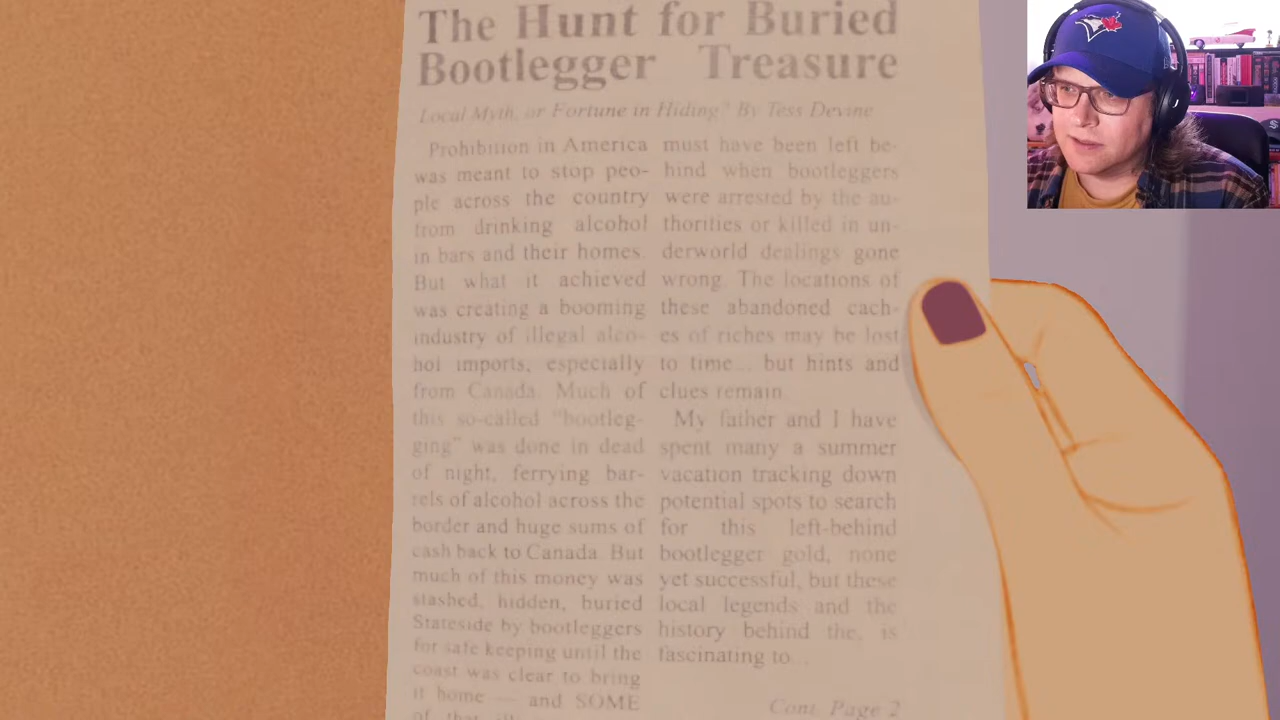 The Hunt for Buried
Bootlegger Treasure
Local Myth, or Fortune in Hiding? By Tess Devine
Prohibition in America
was meant to stop peo-
ple across the country
from drinking alcohol
in bars and their homes.
But what it achieved
was creating a booming
industry of illegal alco-
hol imports, especially
from Canada. Much of
this so-called "bootleg-
ging" was done in dead
of night, ferrying bar-
rels of alcohol across the
border and huge sums of
cash back to Canada. But
much of this money was
stashed, hidden, buried
Stateside by bootleggers
for safe keeping until the
coast was clear to bring
it home — and SOME
of that
must have been left be-
hind when bootleggers
were arrested by the au-
thorities or killed in un-
derworld dealings gone
wrong. The locations of
these abandoned cach-
es of riches may be lost
to time... but hints and
clues remain.
My father and I have
spent many a summer
vacation tracking down
potential spots to search
for this left-behind
bootlegger gold, none
yet successful, but these
local legends and the
history behind the, is
fascinating to...
Cont. Page 2